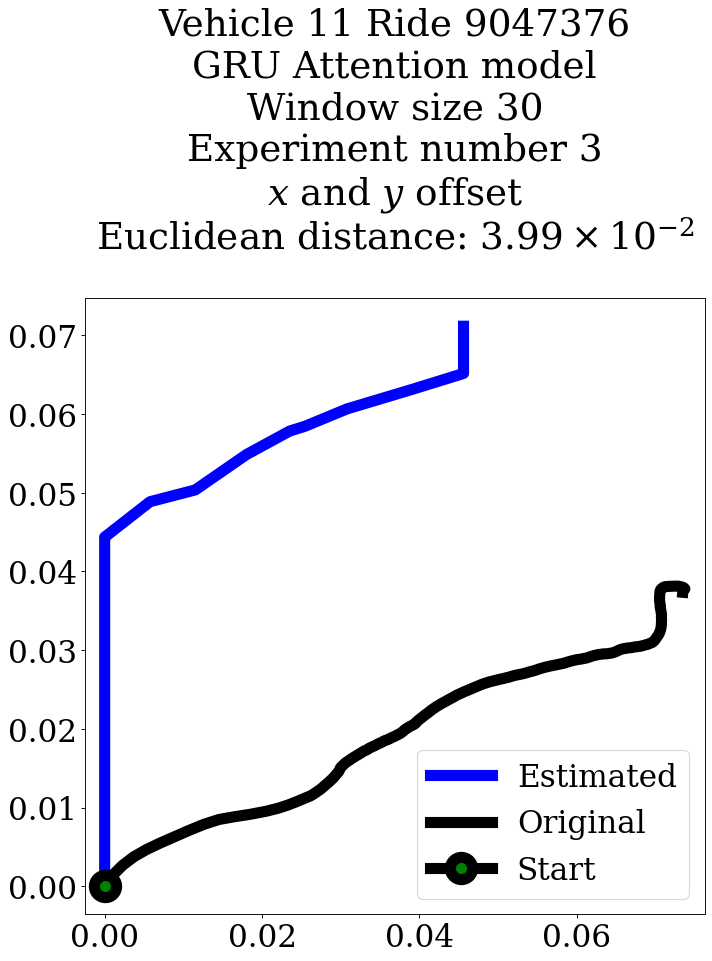 Vehicle 11 Ride 9047376
GRU Attention model
Window size 30
Experiment number 3
x and y offset
Euclidean distance: 3.99 × 10⁻²
0.07
0.06
0.05
0.04
0.03
0.02
0.01
0.00
Estimated
Original
Start
0.00 0.02 0.04 0.06